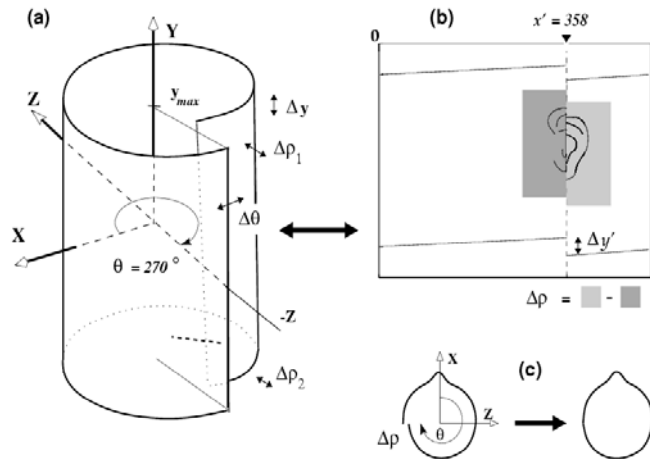 (a)
Y
Z
y_max
Δy
Δρ₁
Δθ
X
θ = 270°
-Z
Δρ₂
(b)
x' = 358
0
Δy'
Δρ = -
(c)
X
Z
θ
Δρ